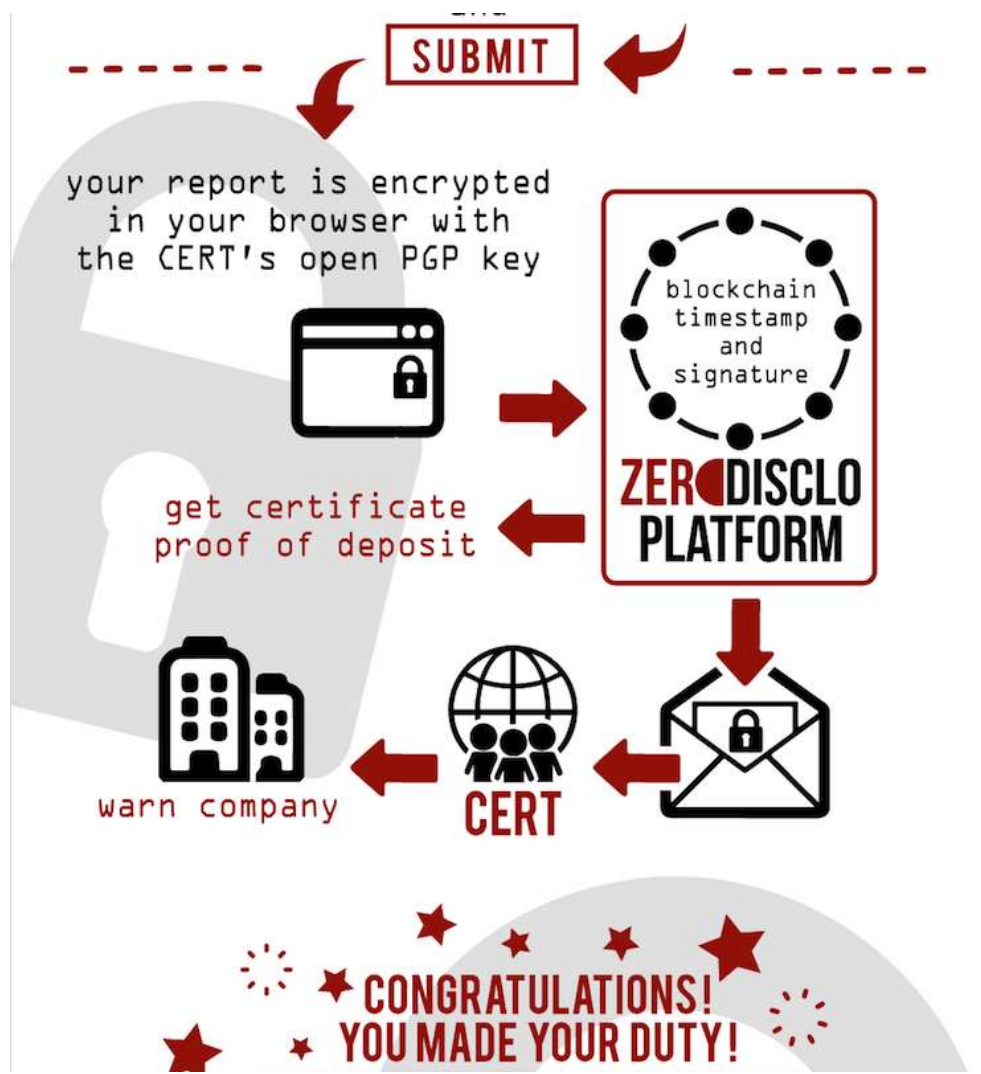 SUBMIT
your report is encrypted
in your browser with
the CERT's open PGP key
blockchain
timestamp
and
signature
ZERODISCLO
PLATFORM
get certificate
proof of deposit
warn company
CERT
CONGRATULATIONS!
YOU MADE YOUR DUTY!